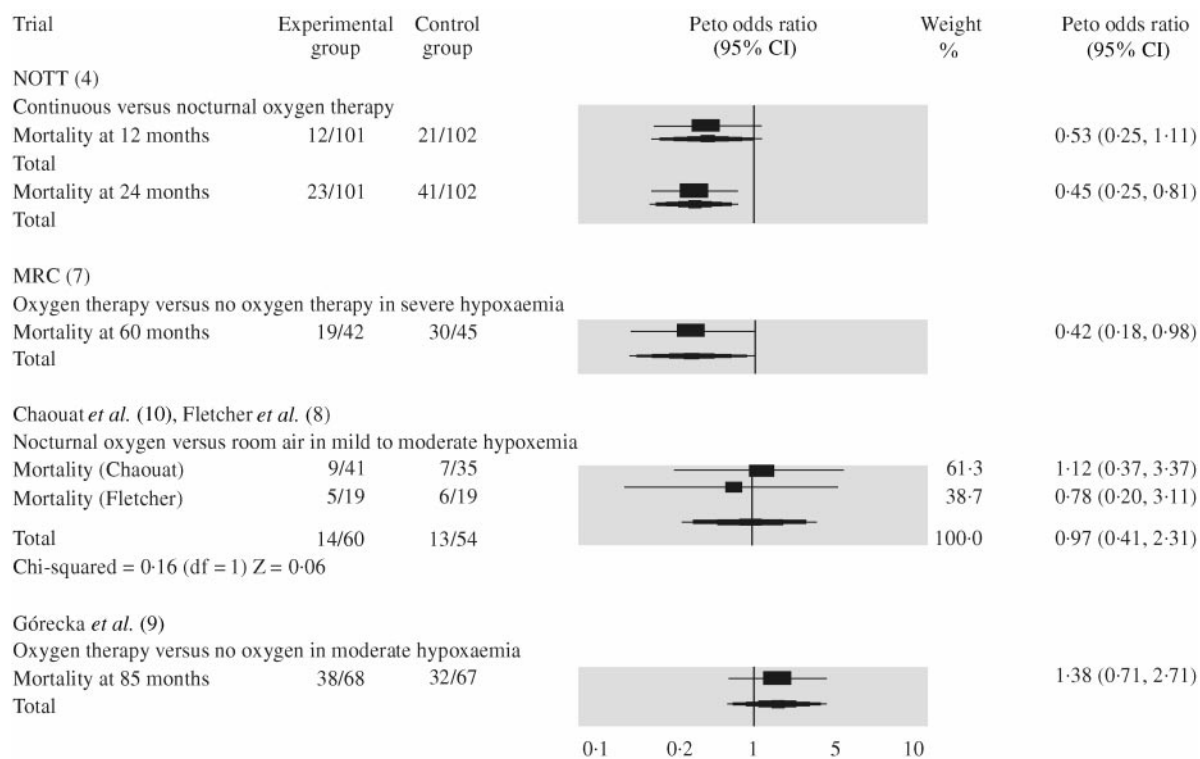 Trial Experimental group Control group Peto odds ratio (95% CI) Weight % Peto odds ratio (95% CI)
NOTT (4)
Continuous versus nocturnal oxygen therapy
Mortality at 12 months 12/101 21/102 0·53 (0·25, 1·11)
Total
Mortality at 24 months 23/101 41/102 0·45 (0·25, 0·81)
Total
MRC (7)
Oxygen therapy versus no oxygen therapy in severe hypoxaemia
Mortality at 60 months 19/42 30/45 0·42 (0·18, 0·98)
Total
Chaouat et al. (10), Fletcher et al. (8)
Nocturnal oxygen versus room air in mild to moderate hypoxemia
Mortality (Chaouat) 9/41 7/35 61·3 1·12 (0·37, 3·37)
Mortality (Fletcher) 5/19 6/19 38·7 0·78 (0·20, 3·11)
Total 14/60 13/54 100·0 0·97 (0·41, 2·31)
Chi-squared = 0·16 (df = 1) Z = 0·06
Górecka et al. (9)
Oxygen therapy versus no oxygen in moderate hypoxaemia
Mortality at 85 months 38/68 32/67 1·38 (0·71, 2·71)
Total
0·1 0·2 1 5 10